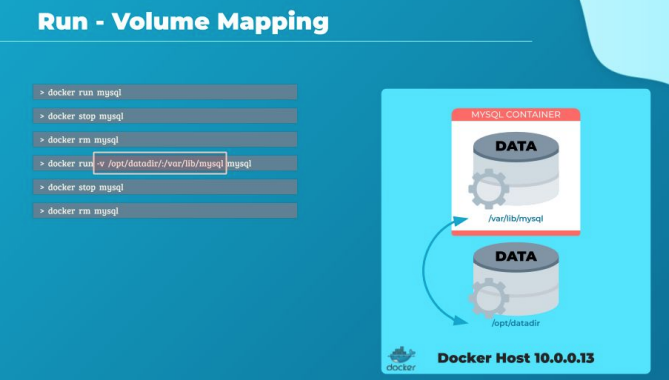 Run - Volume Mapping
> docker run mysql
> docker stop mysql
> docker rm mysql
> docker run -v /opt/datadir/:/var/lib/mysql mysql
> docker stop mysql
> docker rm mysql
MYSQL CONTAINER
DATA
/var/lib/mysql
DATA
/opt/datadir
docker
Docker Host 10.0.0.13